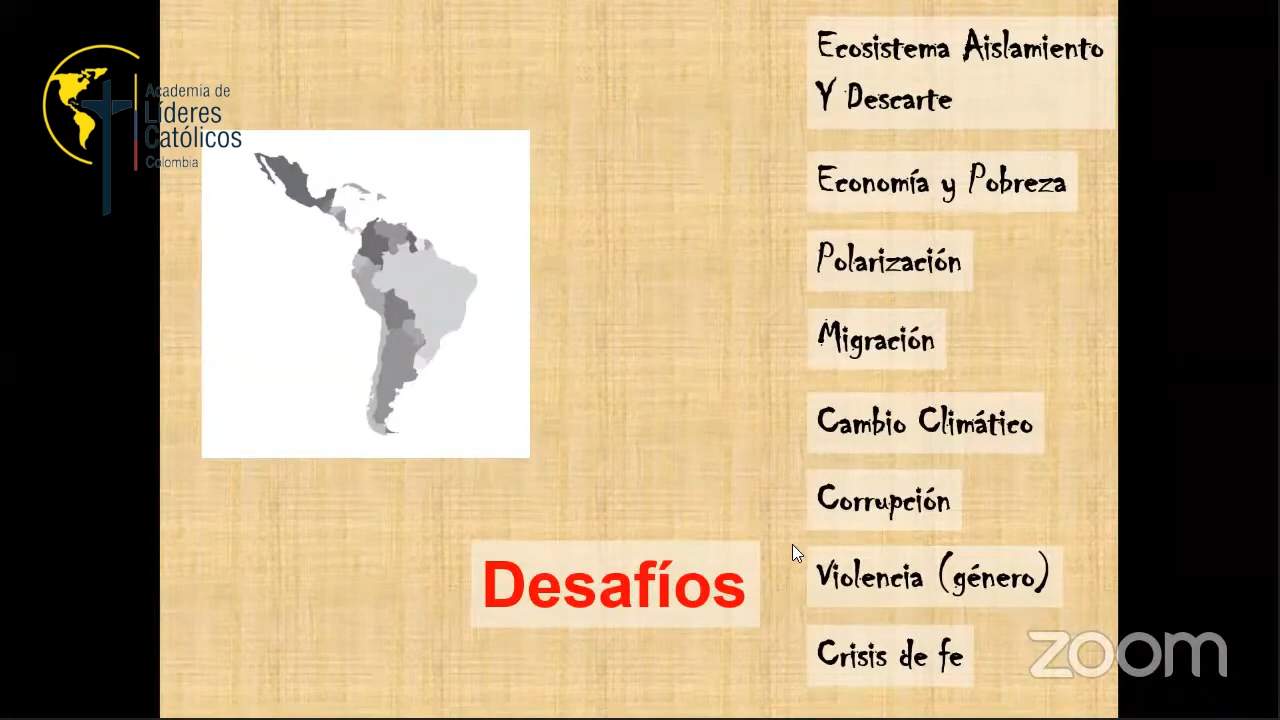 Academia de
Líderes
Católicos
Colombia
Ecosistema Aislamiento
Y Descarte
Economía y Pobreza
Polarización
Migración
Cambio Climático
Corrupción
Violencia (género)
Crisis de fe
Desafíos
zoom